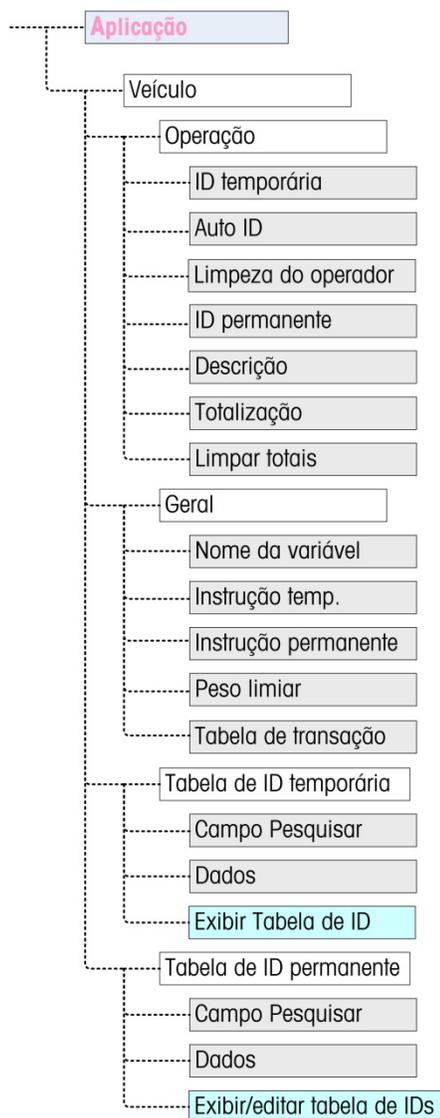 Aplicação
Veículo
Operação
ID temporária
Auto ID
Limpeza do operador
ID permanente
Descrição
Totalização
Limpar totais
Geral
Nome da variável
Instrução temp.
Instrução permanente
Peso limiar
Tabela de transação
Tabela de ID temporária
Campo Pesquisar
Dados
Exibir Tabela de ID
Tabela de ID permanente
Campo Pesquisar
Dados
Exibir/editar tabela de IDs